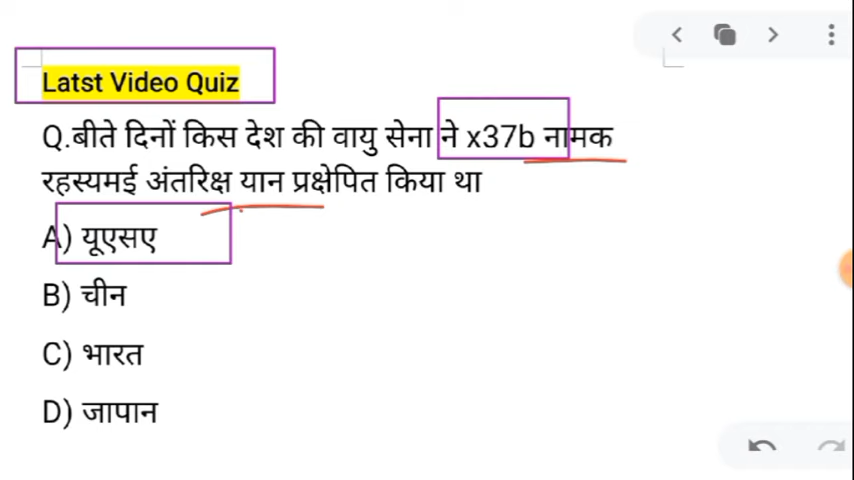 Latst Video Quiz
Q.बीते दिनों किस देश की वायु सेना ने x37b नामक
रहस्यमई अंतरिक्ष यान प्रक्षेपित किया था
A) यूएसए
B) चीन
C) भारत
D) जापान